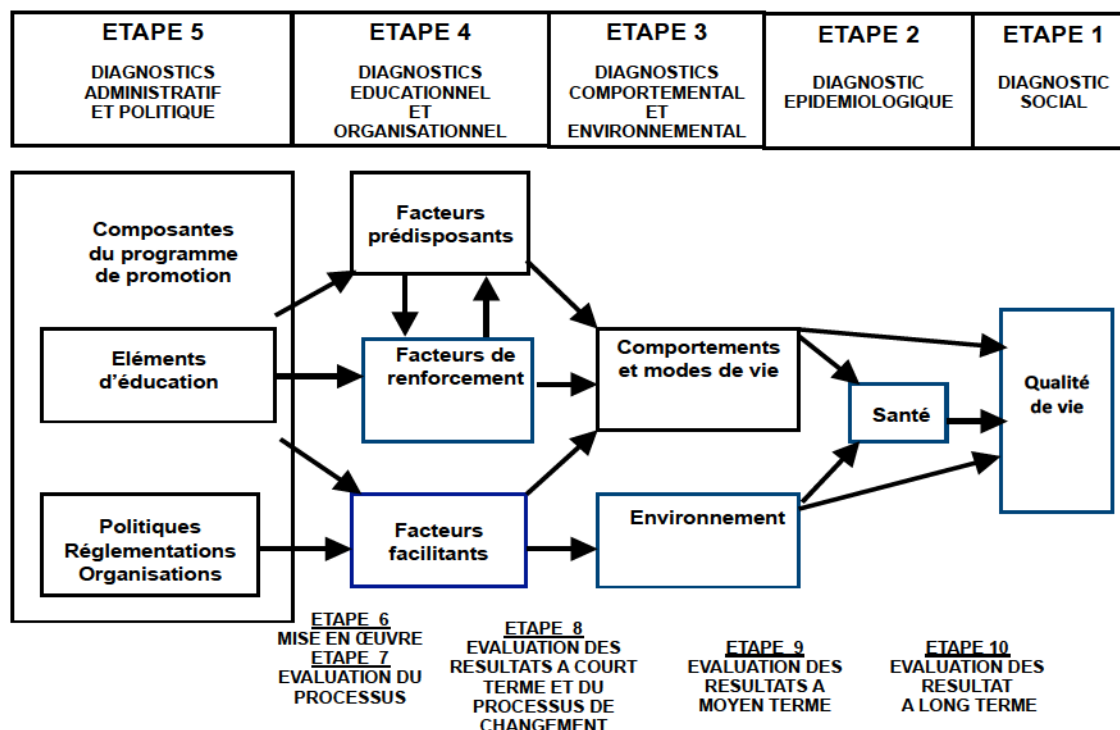 ETAPE 5
DIAGNOSTICS
ADMINISTRATIF
ET POLITIQUE
ETAPE 4
DIAGNOSTICS
EDUCATIONNEL
ET
ORGANISATIONNEL
ETAPE 3
DIAGNOSTICS
COMPORTEMENTAL
ET
ENVIRONNEMENTAL
ETAPE 2
DIAGNOSTIC
EPIDEMIOLOGIQUE
ETAPE 1
DIAGNOSTIC
SOCIAL
Composantes
du programme
de promotion
Eléments
d'éducation
Politiques
Réglementations
Organisations
Facteurs
prédisposants
Facteurs de
renforcement
Facteurs
facilitants
Comportements
et modes de vie
Environnement
Santé
Qualité
de vie
ETAPE 6
MISE EN ŒUVRE
ETAPE 7
EVALUATION DU
PROCESSUS
ETAPE 8
EVALUATION DES
RESULTATS A COURT
TERME ET DU
PROCESSUS DE
CHANGEMENT
ETAPE 9
EVALUATION DES
RESULTATS A
MOYEN TERME
ETAPE 10
EVALUATION DES
RESULTAT
A LONG TERME